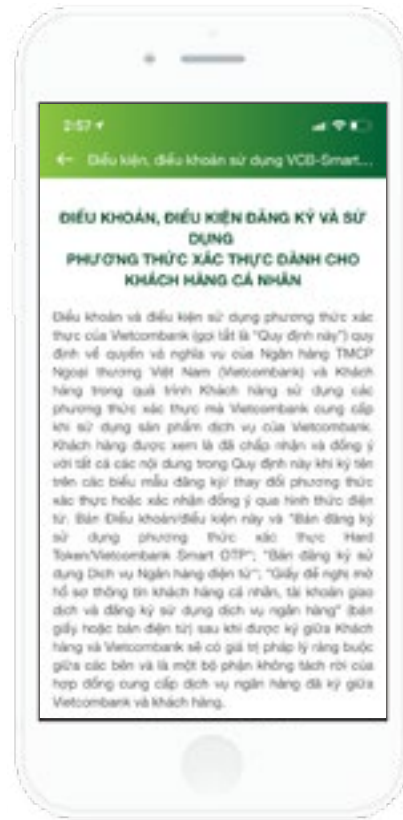 2:57
← Điều kiện, điều khoản sử dụng VCB-Smart...
ĐIỀU KHOẢN, ĐIỀU KIỆN ĐĂNG KÝ VÀ SỬ
DỤNG
PHƯƠNG THỨC XÁC THỰC DÀNH CHO
KHÁCH HÀNG CÁ NHÂN
Điều khoản và điều kiện sử dụng phương thức xác
thực của Vietcombank (gọi tắt là "Quy định này") quy
định về quyền và nghĩa vụ của Ngân hàng TMCP
Ngoại thương Việt Nam (Vietcombank) và Khách
hàng trong quá trình Khách hàng sử dụng các
phương thức xác thực mà Vietcombank cung cấp
khi sử dụng sản phẩm dịch vụ của Vietcombank.
Khách hàng được xem là đã chấp nhận và đồng ý
với tất cả các nội dung trong Quy định này khi ký tên
trên các biểu mẫu đăng ký/ thay đổi phương thức
xác thực hoặc xác nhận đồng ý qua hình thức điện
tử. Bản Điều khoản/điều kiện này và "Bản đăng ký
sử dụng phương thức xác thực Hard
Token/Vietcombank Smart OTP"; "Bản đăng ký sử
dụng Dịch vụ Ngân hàng điện tử"; "Giấy đề nghị mở
hồ sơ thông tin khách hàng cá nhân, tài khoản giao
dịch và đăng ký sử dụng dịch vụ ngân hàng" (bản
giấy hoặc bản điện tử) sau khi được ký giữa Khách
hàng và Vietcombank sẽ có giá trị pháp lý ràng buộc
giữa các bên và là một bộ phận không tách rời của
hợp đồng cung cấp dịch vụ ngân hàng đã ký giữa
Vietcombank và khách hàng.